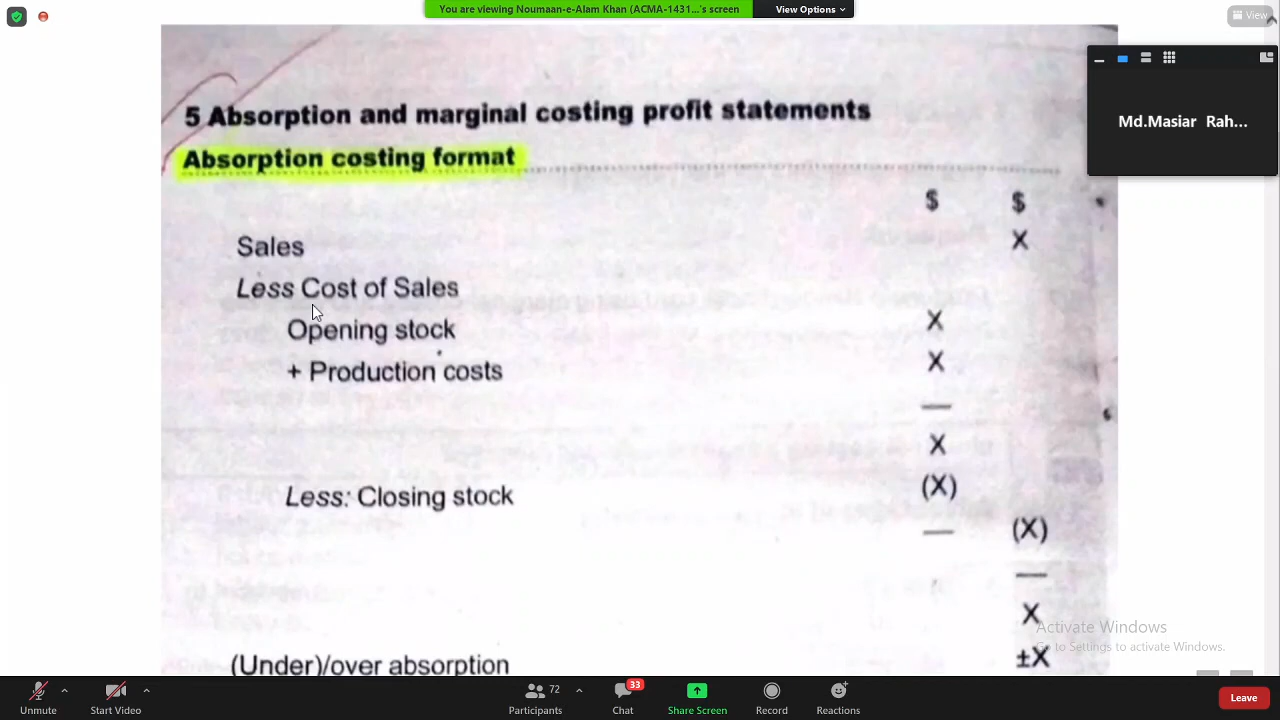 You are viewing Noumaan-e-Alam Khan (ACMA-1431...'s screen
View Options
View
Md.Masiar Rah...
5 Absorption and marginal costing profit statements
Absorption costing format
$ $
Sales X
Less Cost of Sales
Opening stock X
+ Production costs X
X
Less: Closing stock (X)
(X)
X
(Under)/over absorption ±X
Activate Windows
Go to Settings to activate Windows.
Unmute
Start Video
72
Participants
33
Chat
Share Screen
Record
Reactions
Leave